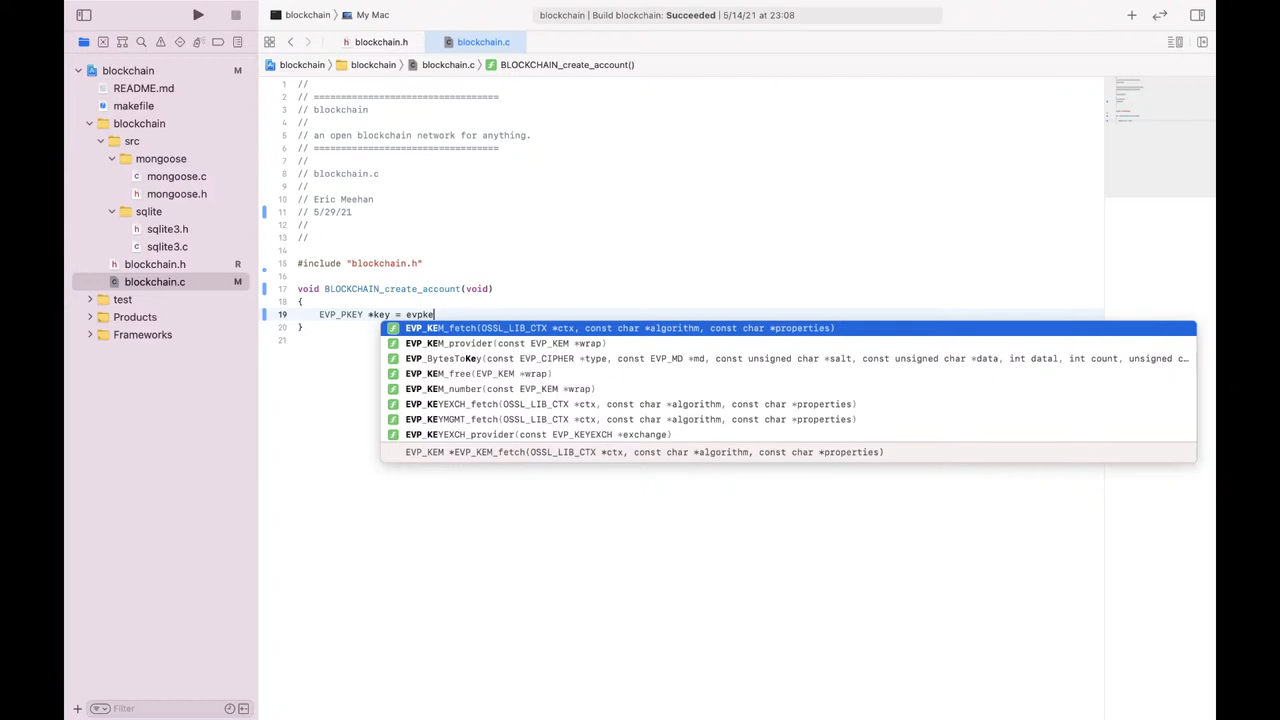 blockchain
My Mac
blockchain | Build blockchain: Succeeded | 5/14/21 at 23:08
blockchain.h
blockchain.c
blockchain
blockchain
blockchain.c
BLOCKCHAIN_create_account()
blockchain M
README.md
makefile
blockchain
src
mongoose
mongoose.c
mongoose.h
sqlite
sqlite3.h
sqlite3.c
blockchain.h R
blockchain.c M
test
Products
Frameworks
Filter
1 //
2 // ==================================
3 // blockchain
4 //
5 // an open blockchain network for anything.
6 // ==================================
7 //
8 // blockchain.c
9 //
10 // Eric Meehan
11 // 5/29/21
12 //
13 //
14
15 #include "blockchain.h"
16
17 void BLOCKCHAIN_create_account(void)
18 {
19 EVP_PKEY *key = evpke
20 }
21
EVP_KEM_fetch(OSSL_LIB_CTX *ctx, const char *algorithm, const char *properties)
EVP_KEM_provider(const EVP_KEM *wrap)
EVP_BytesToKey(const EVP_CIPHER *type, const EVP_MD *md, const unsigned char *salt, const unsigned char *data, int datal, int count, unsigned c…
EVP_KEM_free(EVP_KEM *wrap)
EVP_KEM_number(const EVP_KEM *wrap)
EVP_KEYEXCH_fetch(OSSL_LIB_CTX *ctx, const char *algorithm, const char *properties)
EVP_KEYMGMT_fetch(OSSL_LIB_CTX *ctx, const char *algorithm, const char *properties)
EVP_KEYEXCH_provider(const EVP_KEYEXCH *exchange)
EVP_KEM *EVP_KEM_fetch(OSSL_LIB_CTX *ctx, const char *algorithm, const char *properties)